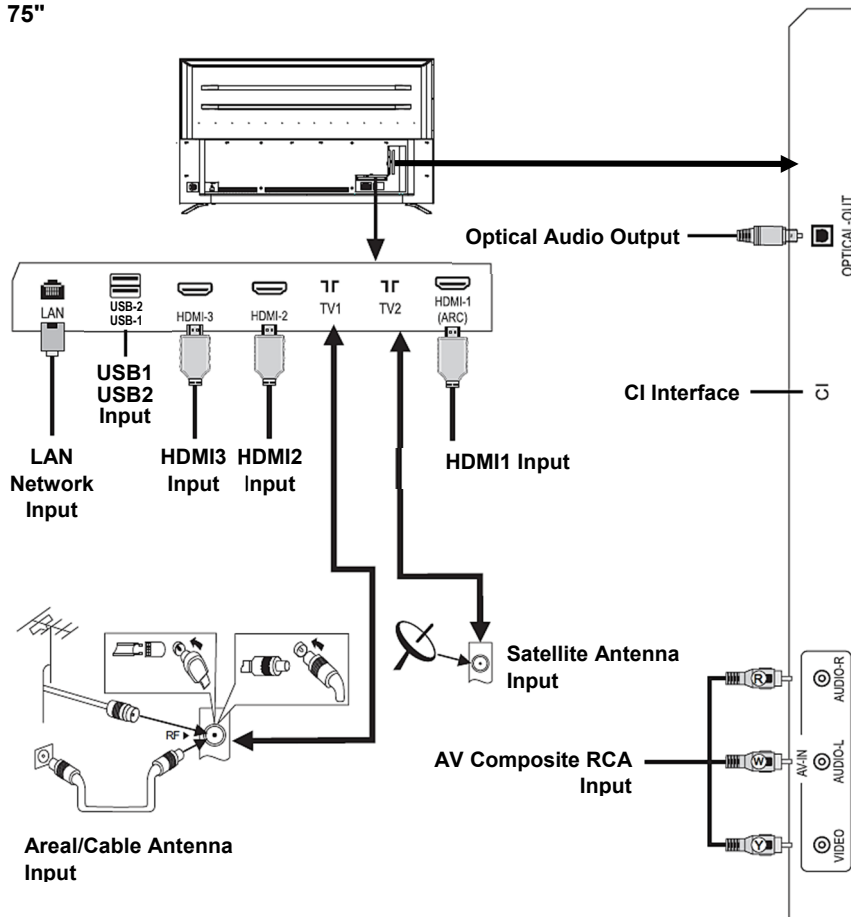 75"
Optical Audio Output
OPTICAL-OUT
LAN
USB-2
USB-1
HDMI-3
HDMI-2
TV1
TV2
HDMI-1
(ARC)
USB1
USB2
Input
CI Interface
CI
LAN
Network
Input
HDMI3
Input
HDMI2
Input
HDMI1 Input
Satellite Antenna
Input
RF
R
AUDIO-R
AV Composite RCA
Input
W
AV-IN
AUDIO-L
Y
VIDEO
Areal/Cable Antenna
Input